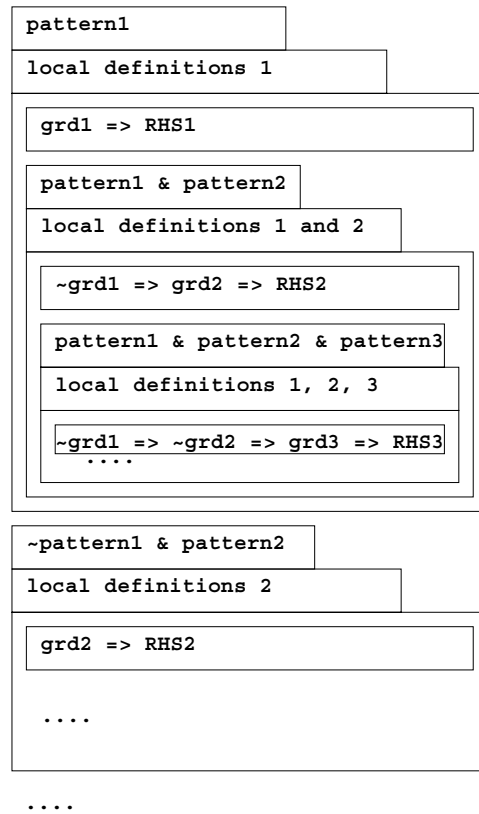 pattern1
local definitions 1
grd1 => RHS1
pattern1 & pattern2
local definitions 1 and 2
~grd1 => grd2 => RHS2
pattern1 & pattern2 & pattern3
local definitions 1, 2, 3
~grd1 => ~grd2 => grd3 => RHS3
....
~pattern1 & pattern2
local definitions 2
grd2 => RHS2
....
....